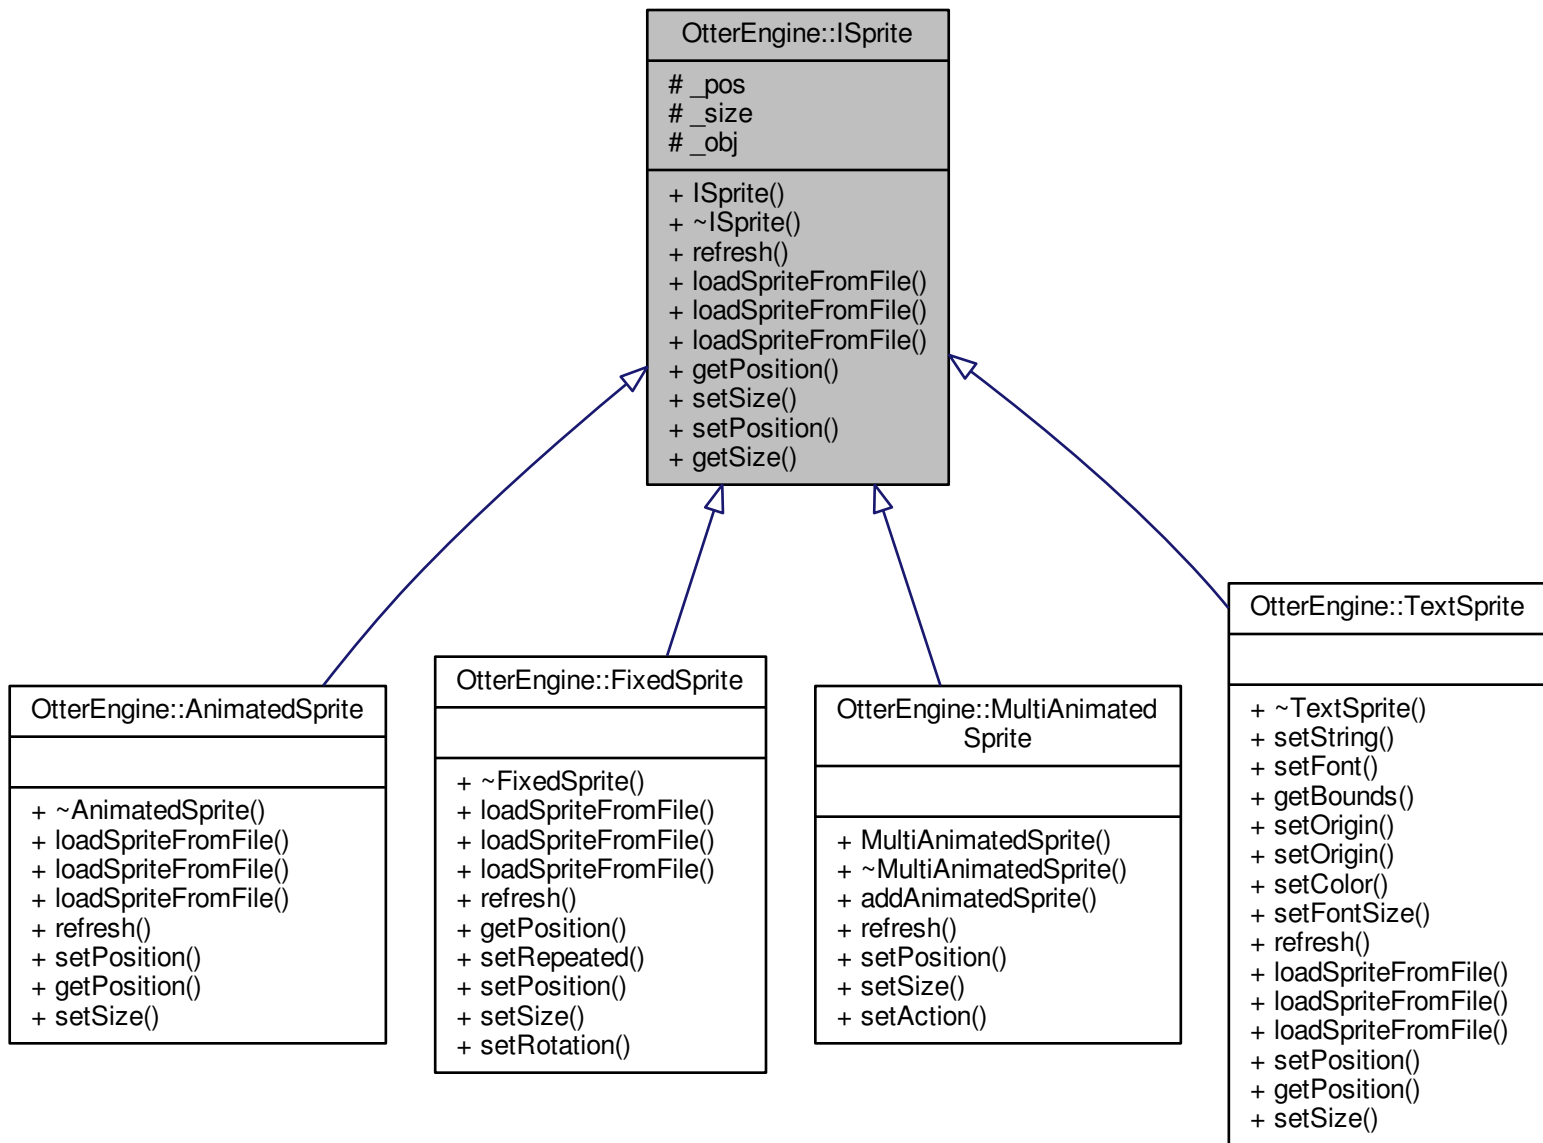 OtterEngine::ISprite
# _pos
# _size
# _obj
+ ISprite()
+ ~ISprite()
+ refresh()
+ loadSpriteFromFile()
+ loadSpriteFromFile()
+ loadSpriteFromFile()
+ getPosition()
+ setSize()
+ setPosition()
+ getSize()
OtterEngine::AnimatedSprite
+ ~AnimatedSprite()
+ loadSpriteFromFile()
+ loadSpriteFromFile()
+ loadSpriteFromFile()
+ refresh()
+ setPosition()
+ getPosition()
+ setSize()
OtterEngine::FixedSprite
+ ~FixedSprite()
+ loadSpriteFromFile()
+ loadSpriteFromFile()
+ loadSpriteFromFile()
+ refresh()
+ getPosition()
+ setRepeated()
+ setPosition()
+ setSize()
+ setRotation()
OtterEngine::MultiAnimated
Sprite
+ MultiAnimatedSprite()
+ ~MultiAnimatedSprite()
+ addAnimatedSprite()
+ refresh()
+ setPosition()
+ setSize()
+ setAction()
OtterEngine::TextSprite
+ ~TextSprite()
+ setString()
+ setFont()
+ getBounds()
+ setOrigin()
+ setOrigin()
+ setColor()
+ setFontSize()
+ refresh()
+ loadSpriteFromFile()
+ loadSpriteFromFile()
+ loadSpriteFromFile()
+ setPosition()
+ getPosition()
+ setSize()